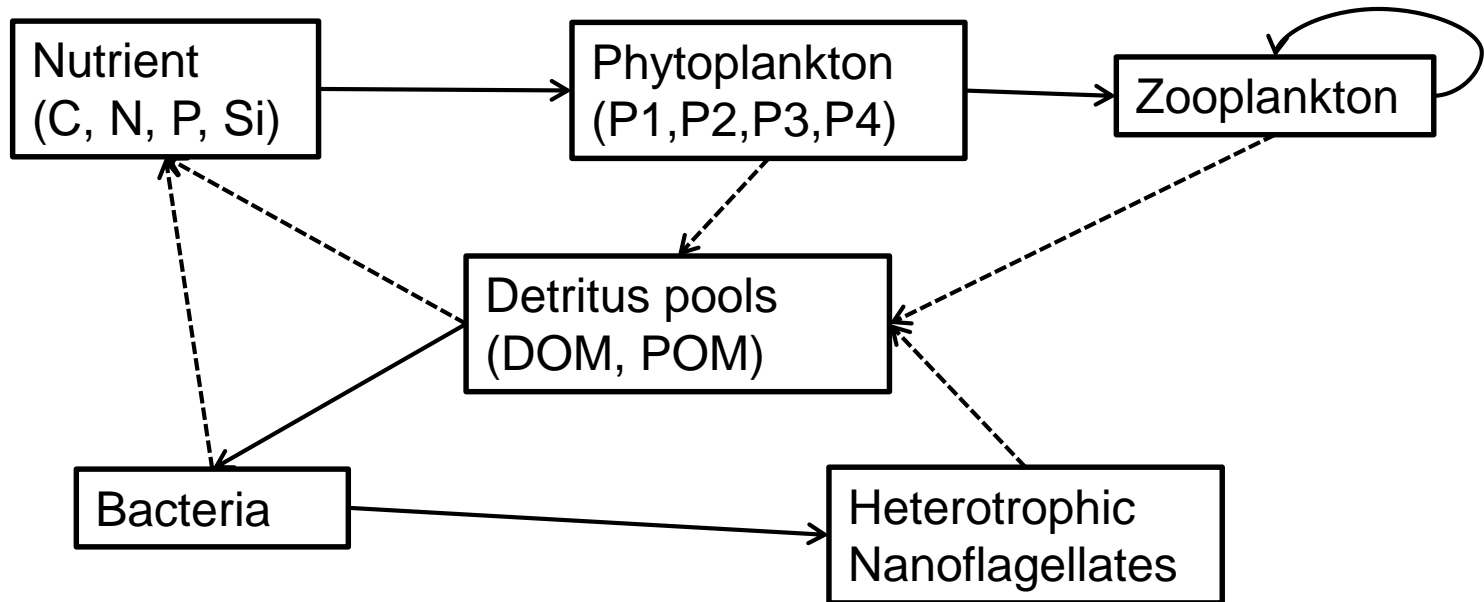 Nutrient
(C, N, P, Si)
Phytoplankton
(P1,P2,P3,P4)
Zooplankton
Detritus pools
(DOM, POM)
Bacteria
Heterotrophic
Nanoflagellates